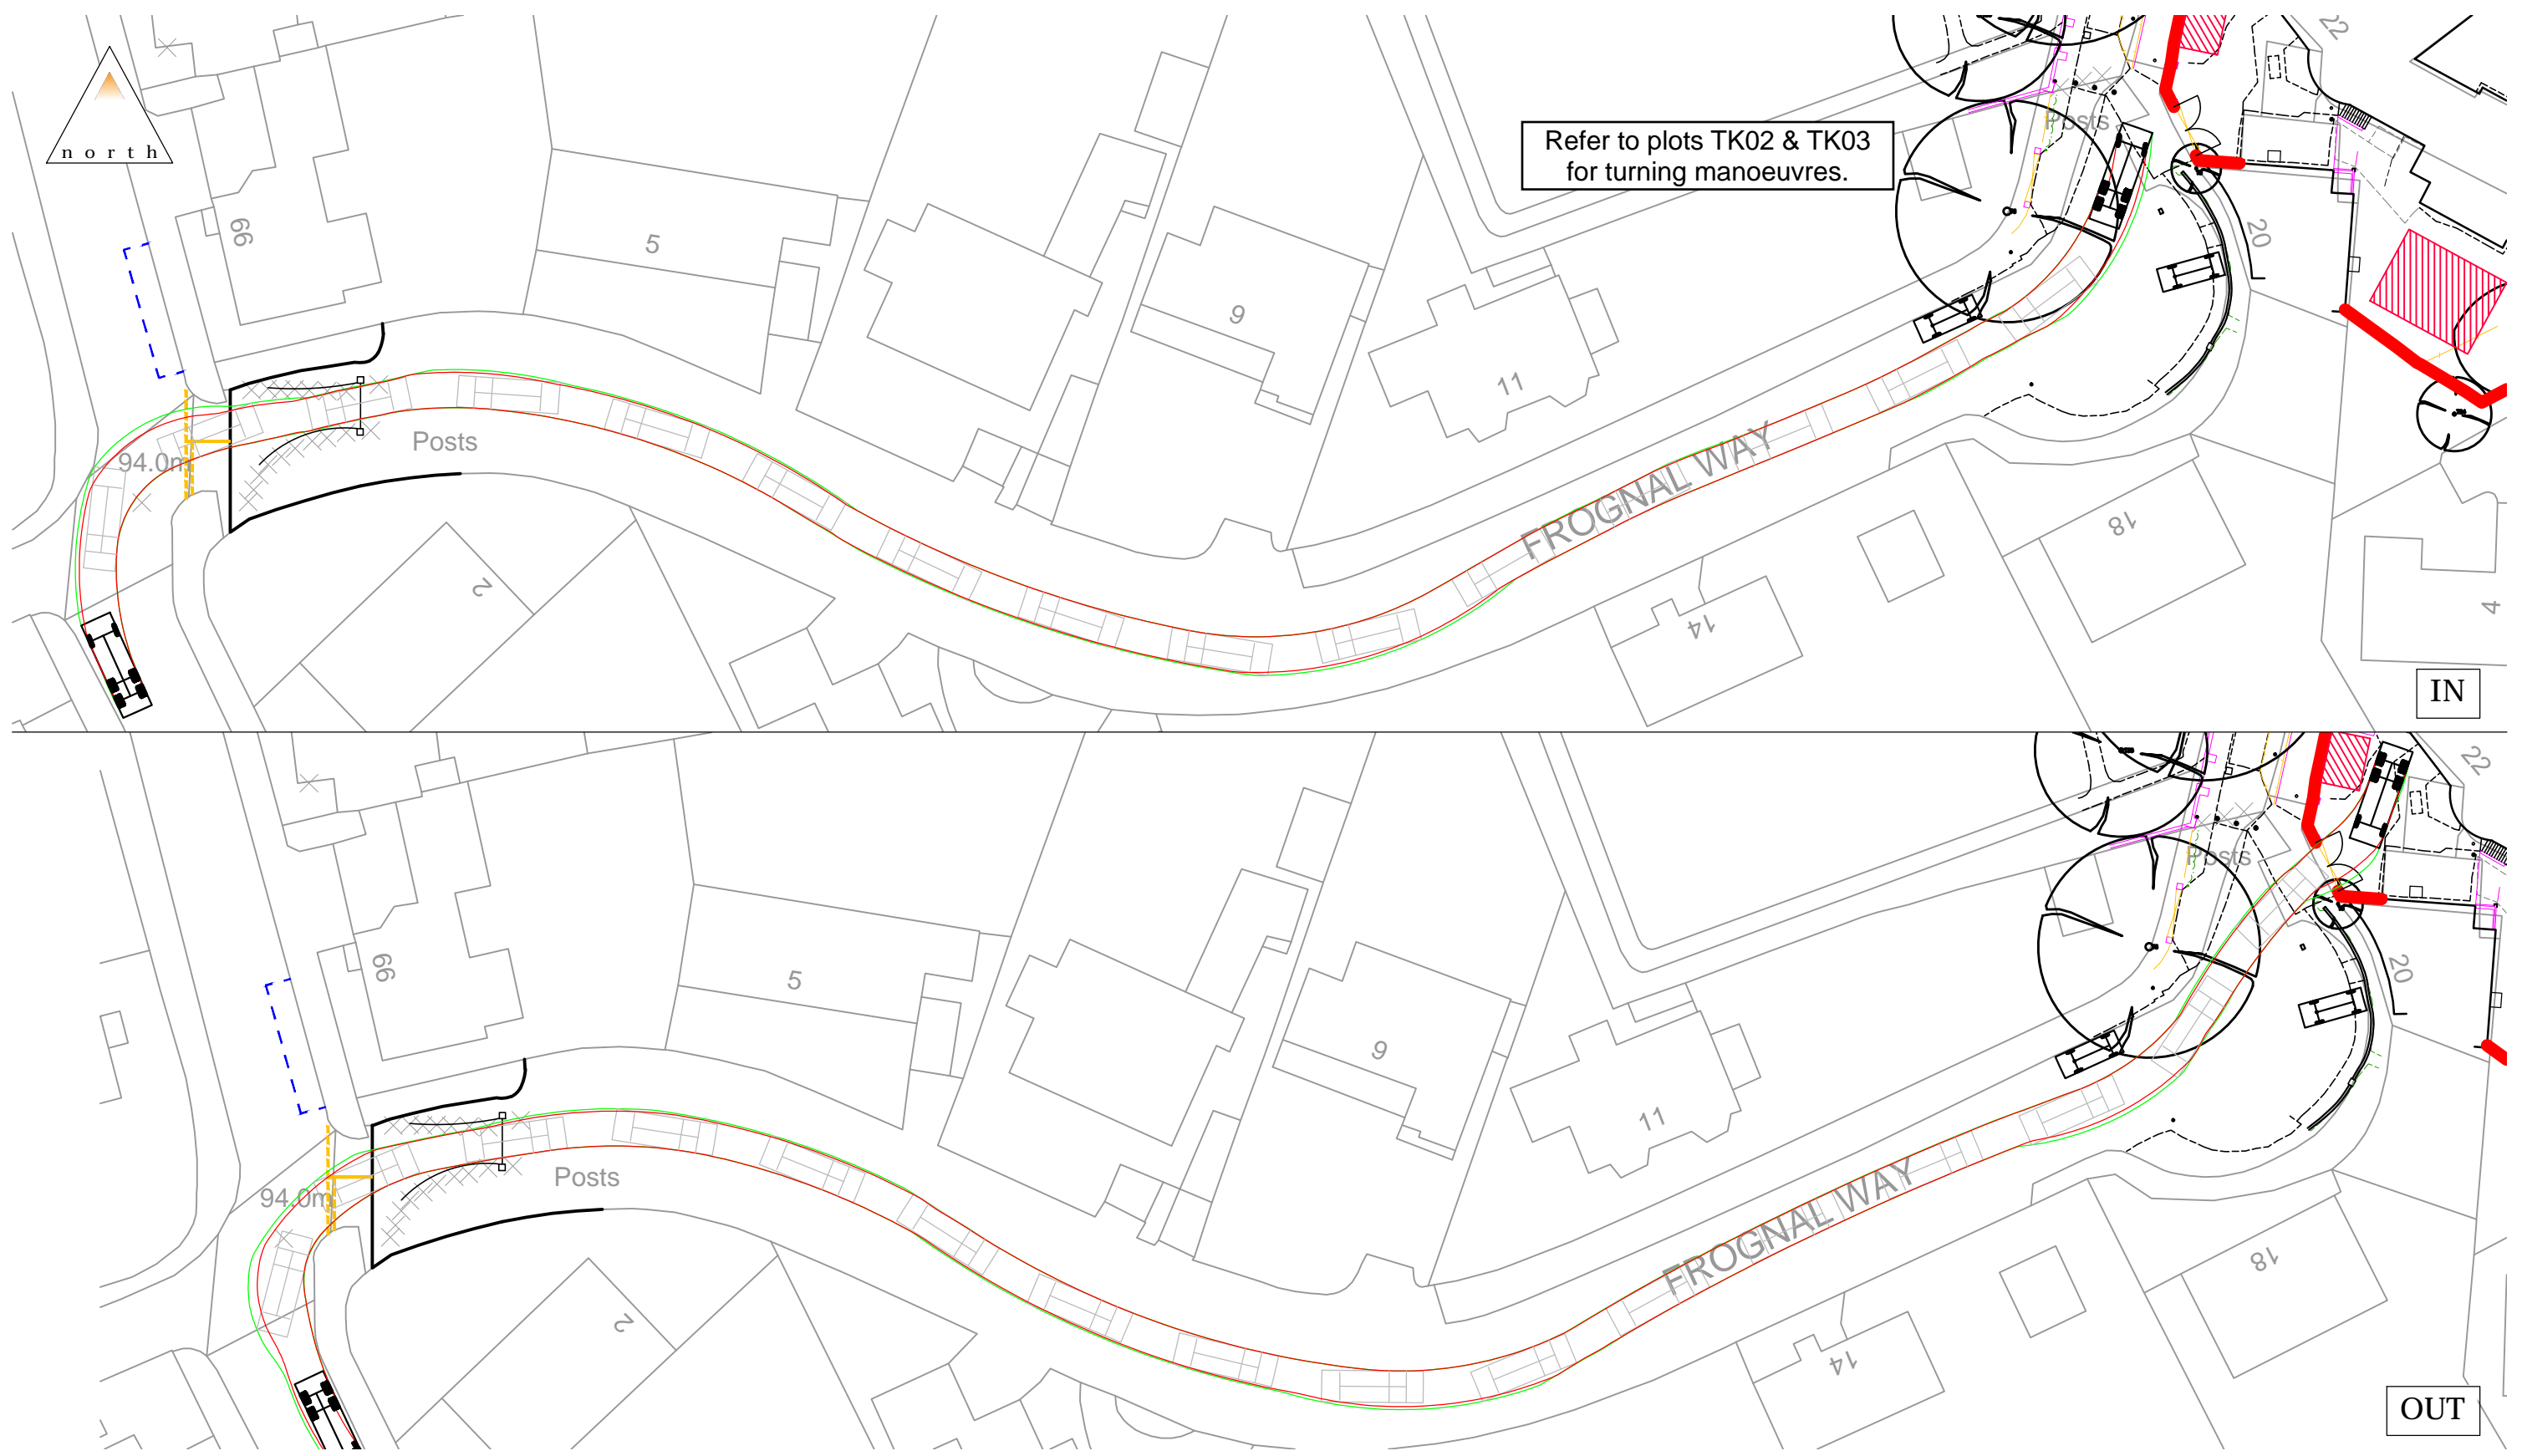 22
Refer to plots TK02 & TK03
for turning manoeuvres.
Posts
north
66
5
20
9
11
Posts
FROGNAL WAY
94.0m
18
2
14
4
IN
22
Posts
66
5
20
9
11
Posts
FROGNAL WAY
94.0m
18
2
14
OUT